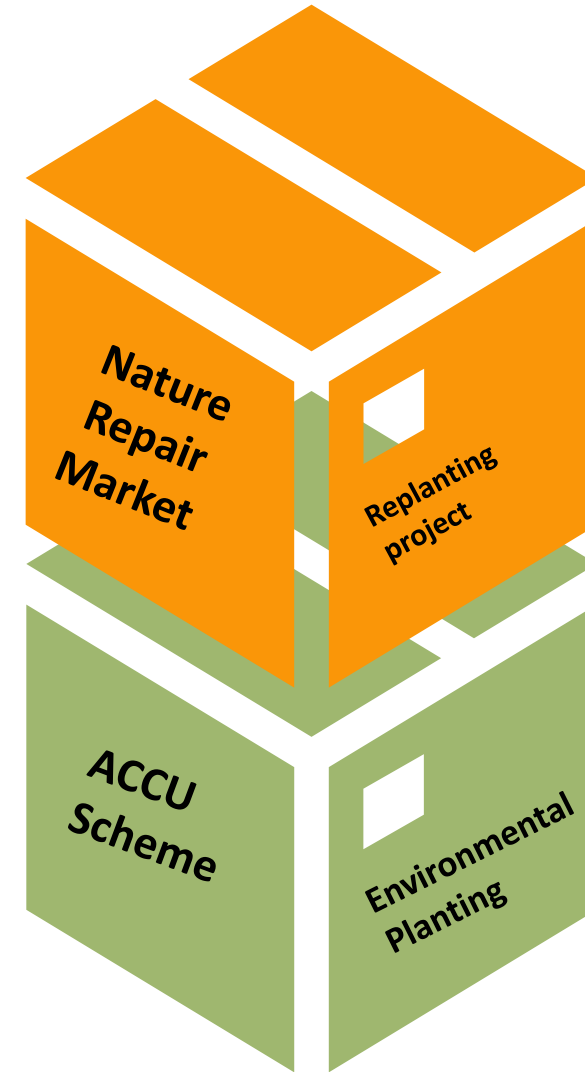 Nature
Repair
Market
Replanting
project
ACCU
Scheme
Environmental
Planting